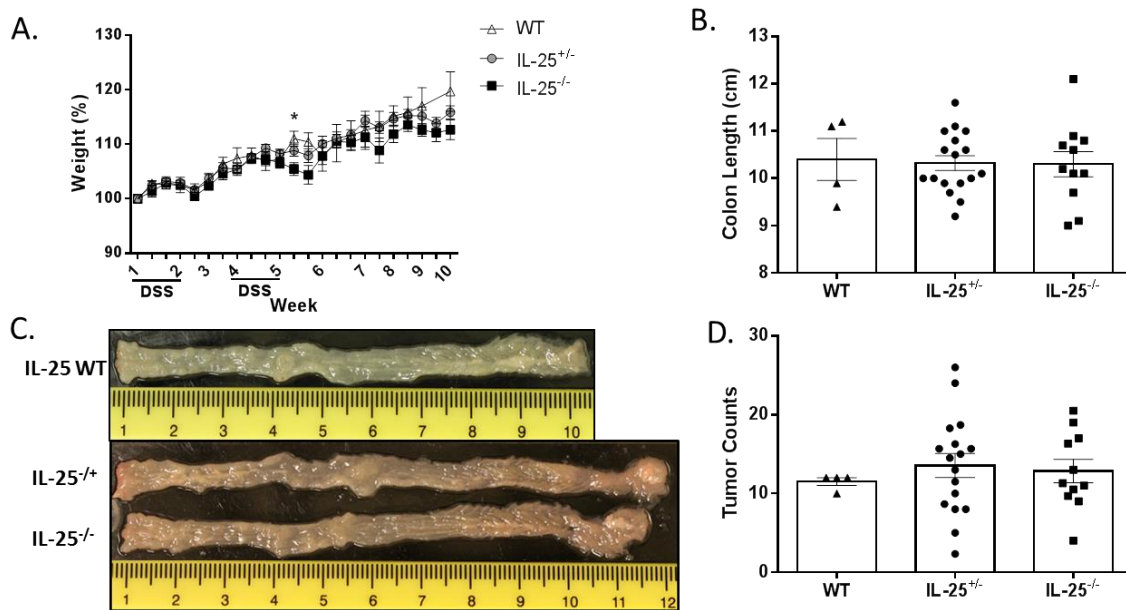 A.
WT
IL-25+/-
IL-25-/-
130
120
110
100
90
Weight (%)
*
1 2 3 4 5 6 7 8 9 10
DSS DSS
Week
B.
13
12
11
10
9
8
Colon Length (cm)
WT IL-25+/- IL-25-/-
C.
IL-25 WT
1 2 3 4 5 6 7 8 9 10
IL-25-/+
IL-25-/-
1 2 3 4 5 6 7 8 9 10 11 12
D.
30
20
10
0
Tumor Counts
WT IL-25+/- IL-25-/-